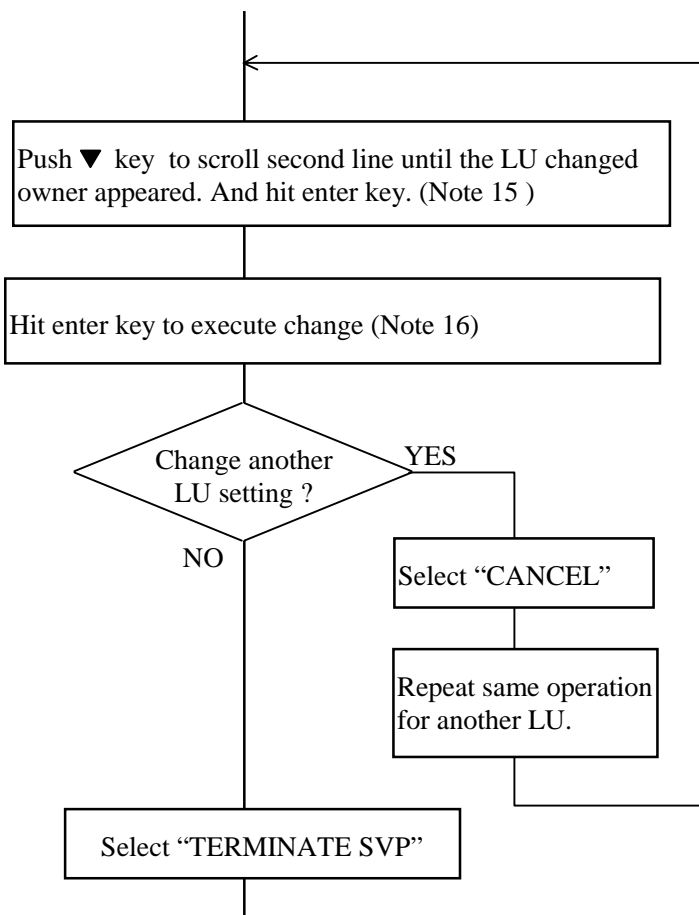 Push ▼ key to scroll second line until the LU changed
owner appeared. And hit enter key. (Note 15 )
Hit enter key to execute change (Note 16)
Change another
LU setting ?
YES
NO
Select “CANCEL”
Repeat same operation
for another LU.
Select “TERMINATE SVP”